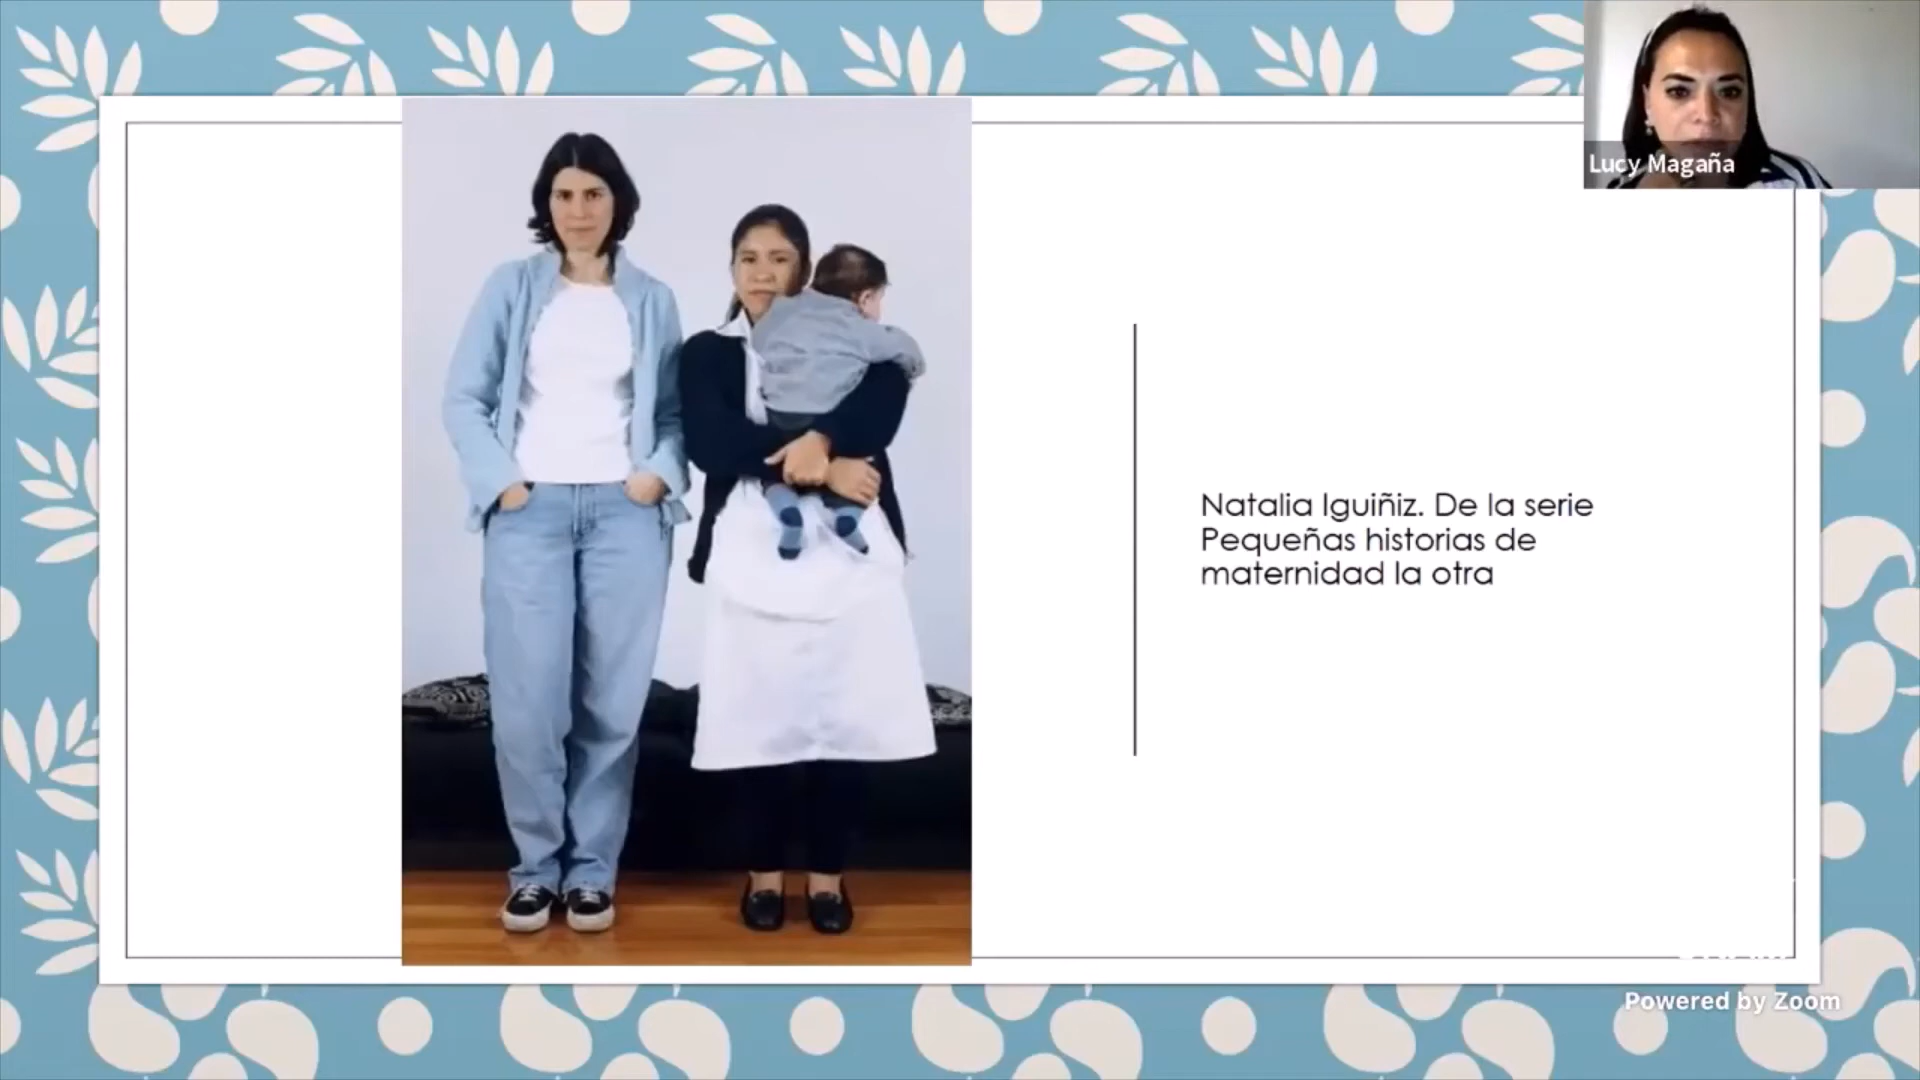 Lucy Magaña
Natalia Iguiñiz. De la serie
Pequeñas historias de
maternidad la otra
Powered by Zoom